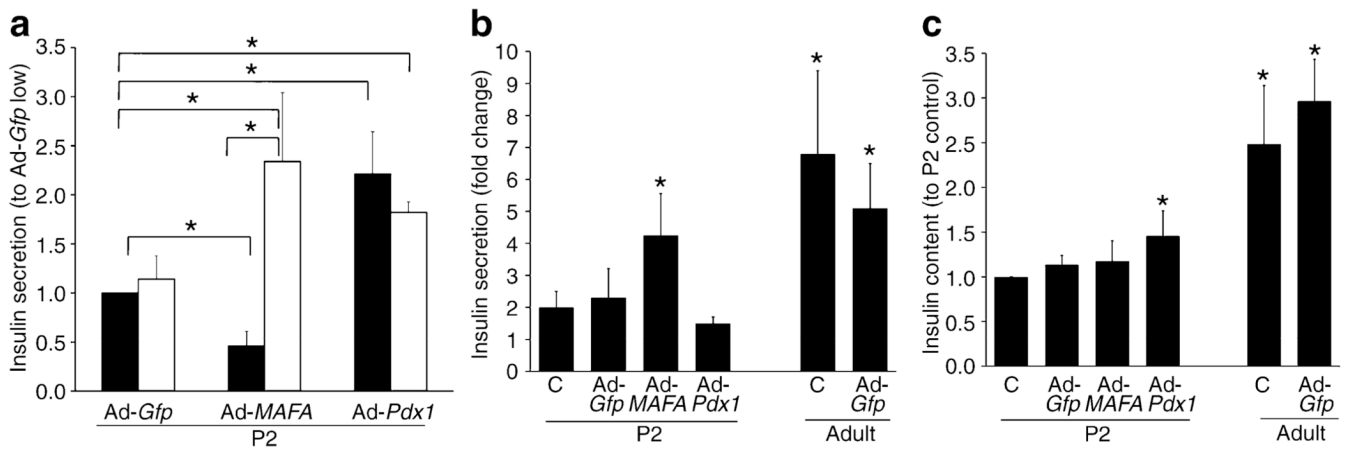 a
Insulin secretion (to Ad-Gfp low)
3.5
3.0
2.5
2.0
1.5
1.0
0.5
0.0
*
*
*
*
*
Ad-Gfp Ad-MAFA Ad-Pdx1
P2
b
Insulin secretion (fold change)
10
9
8
7
6
5
4
3
2
1
0
*
*
*
C Ad- Ad- Ad- C Ad-
Gfp MAFA Pdx1 Gfp
P2 Adult
c
Insulin content (to P2 control)
3.5
3.0
2.5
2.0
1.5
1.0
0.5
0.0
*
*
*
C Ad- Ad- Ad- C Ad-
Gfp MAFA Pdx1 Gfp
P2 Adult